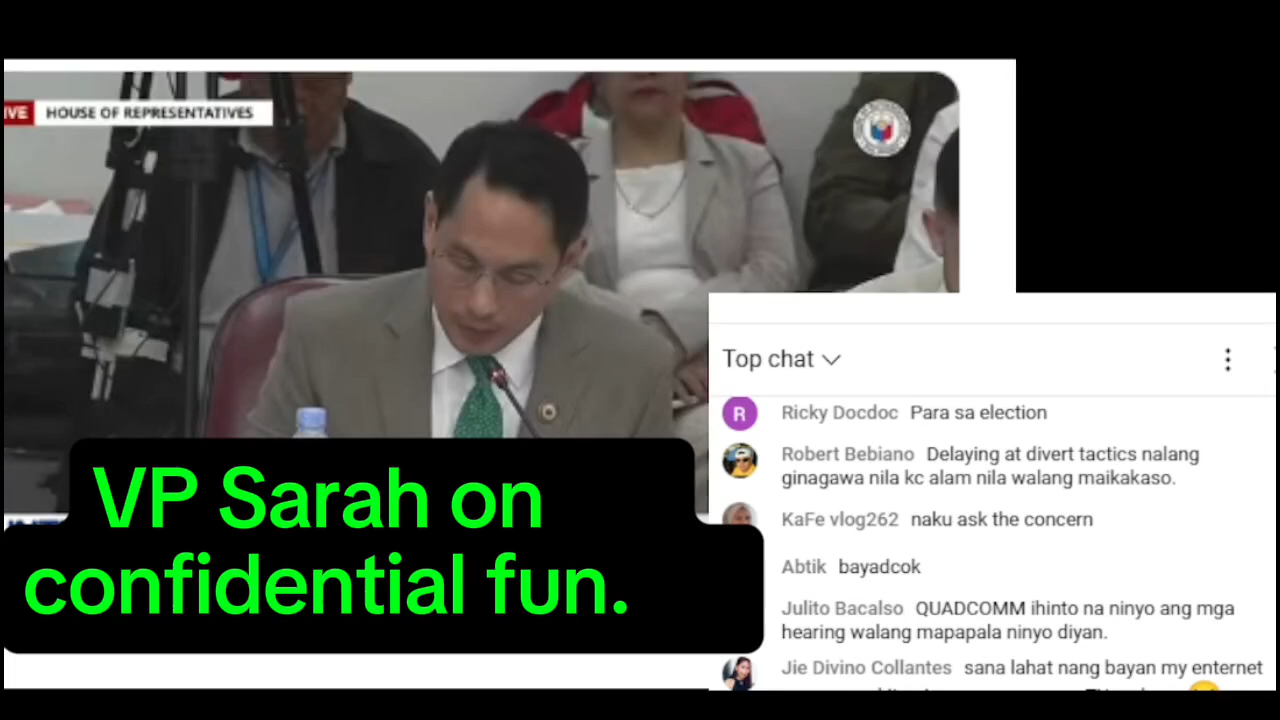 IVE HOUSE OF REPRESENTATIVES
VP Sarah on
confidential fun.
Top chat
R Ricky Docdoc Para sa election
Robert Bebiano Delaying at divert tactics nalang
ginagawa nila kc alam nila walang maikakaso.
KaFe vlog262 naku ask the concern
Abtik bayadcok
Julito Bacalso QUADCOMM ihinto na ninyo ang mga
hearing walang mapapala ninyo diyan.
Jie Divino Collantes sana lahat nang bayan my enternet